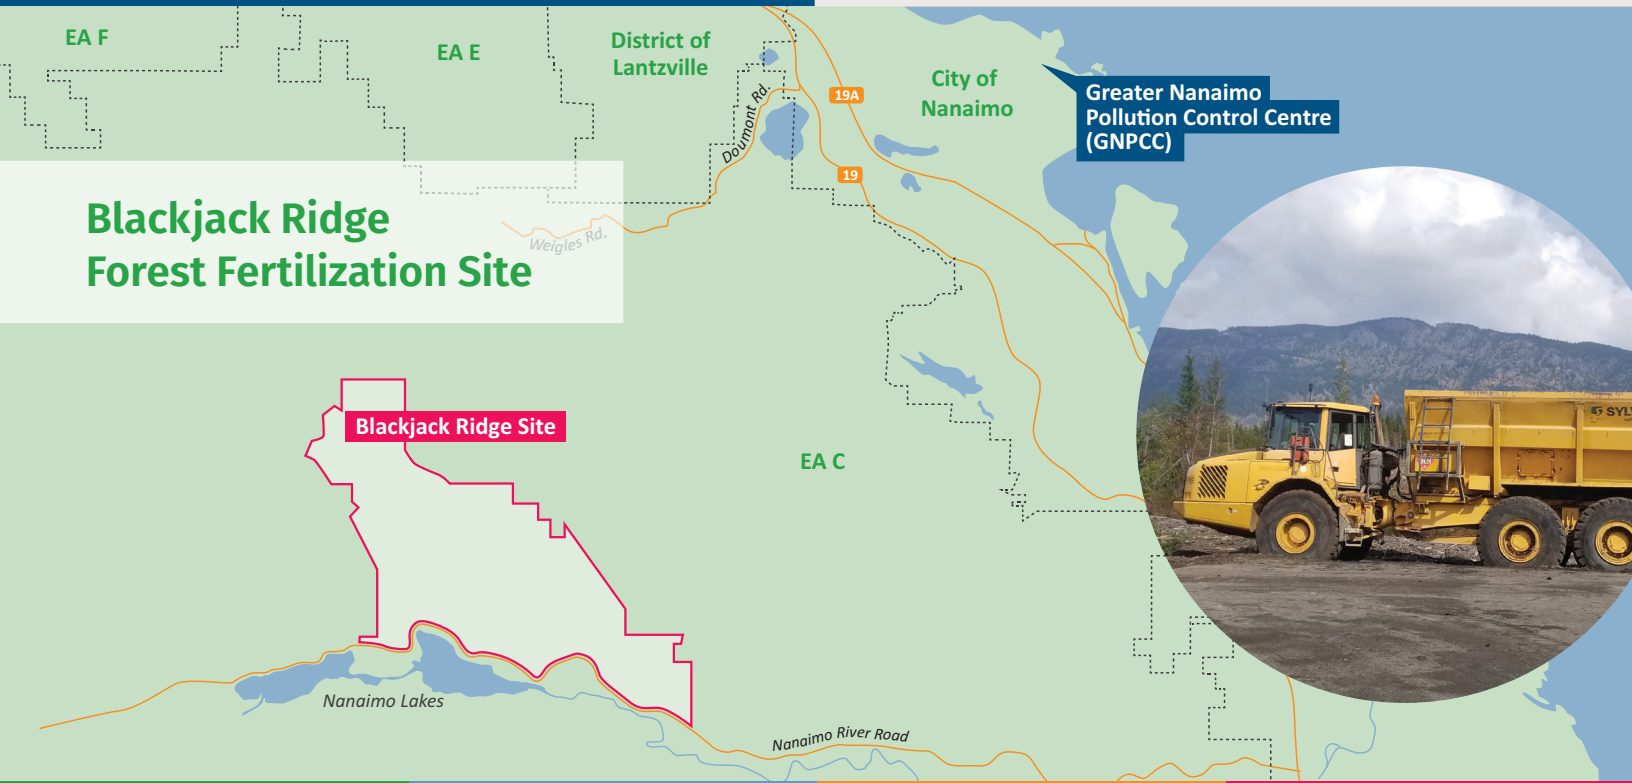 EA F
EA E
District of
Lantzville
City of
Nanaimo
Greater Nanaimo
Pollution Control Centre
(GNPCC)
19A
Doumont Rd.
19
Blackjack Ridge
Forest Fertilization Site
Weigles Rd.
Blackjack Ridge Site
EA C
Nanaimo Lakes
Nanaimo River Road